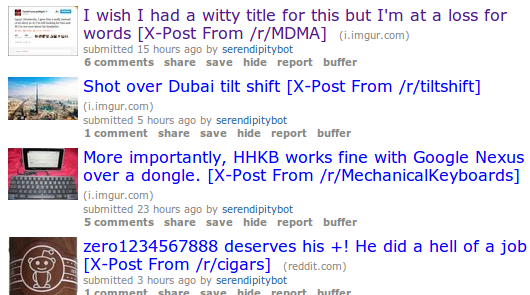 I wish I had a witty title for this but I'm at a loss for
words [X-Post From /r/MDMA] (i.imgur.com)
submitted 15 hours ago by serendipitybot
6 comments share save hide report buffer
Shot over Dubai tilt shift [X-Post From /r/tiltshift]
(i.imgur.com)
submitted 5 hours ago by serendipitybot
1 comment share save hide report buffer
More importantly, HHKB works fine with Google Nexus
over a dongle. [X-Post From /r/MechanicalKeyboards]
(i.imgur.com)
submitted 23 hours ago by serendipitybot
5 comments share save hide report buffer
zero1234567888 deserves his +! He did a hell of a job
[X-Post From /r/cigars] (reddit.com)
submitted 3 hours ago by serendipitybot
1 comment share save hide report buffer